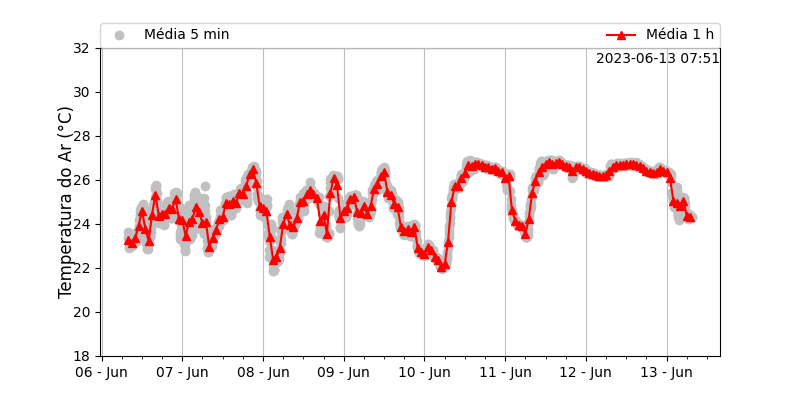 Média 5 min
Média 1 h
2023-06-13 07:51
Temperatura do Ar (°C)
32
30
28
26
24
22
20
18
06 - Jun
07 - Jun
08 - Jun
09 - Jun
10 - Jun
11 - Jun
12 - Jun
13 - Jun